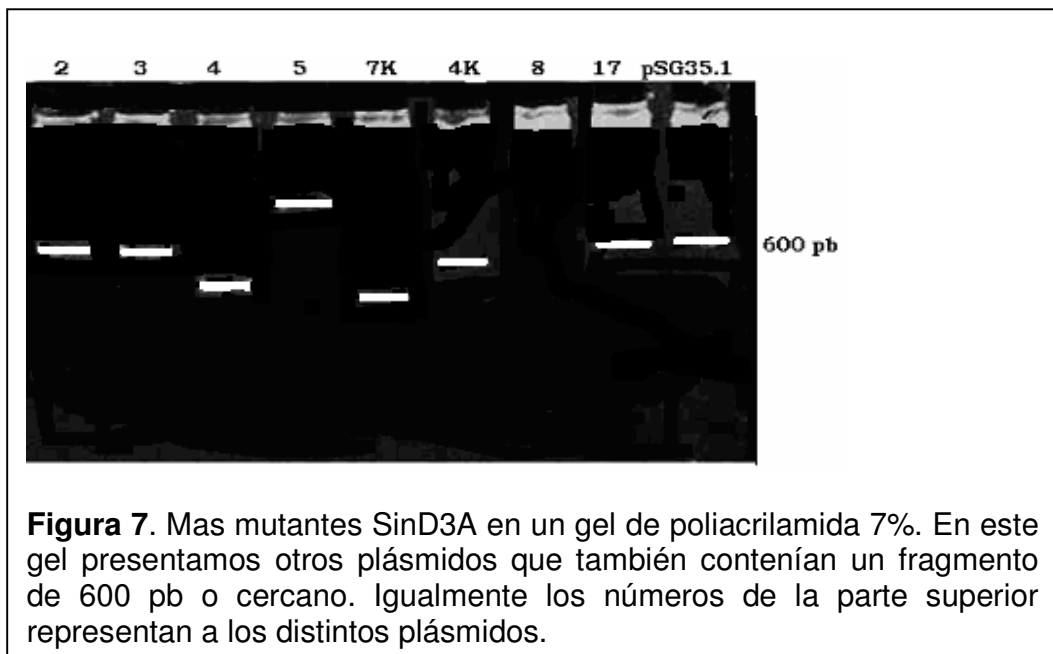 2 3 4 5 7K 4K 8 17 pSG35.1
600 pb
Figura 7. Mas mutantes SinD3A en un gel de poliacrilamida 7%. En este
gel presentamos otros plásmidos que también contenían un fragmento
de 600 pb o cercano. Igualmente los números de la parte superior
representan a los distintos plásmidos.